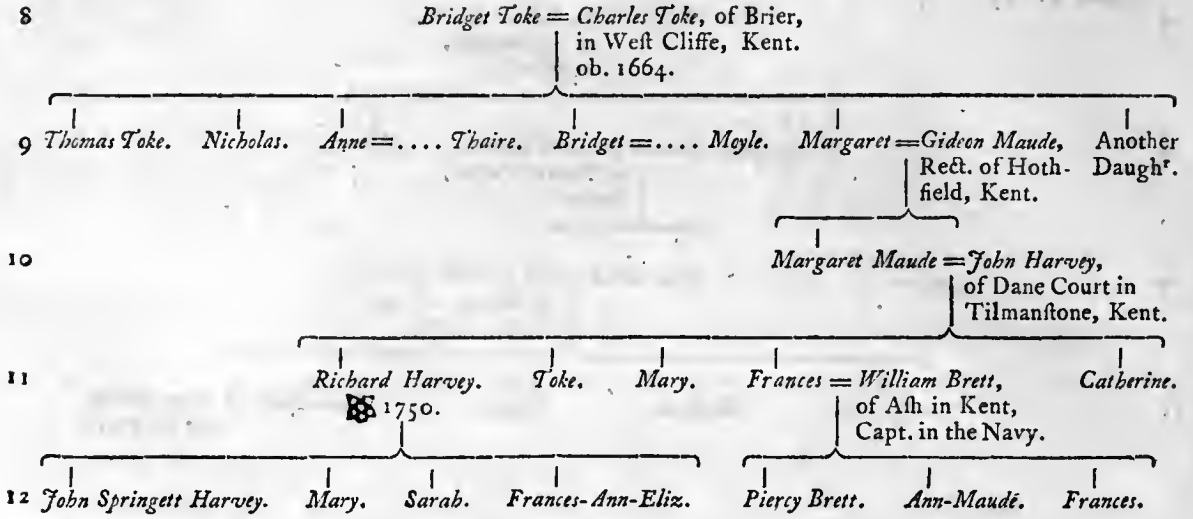 8 Bridget Toke = Charles Toke, of Brier,
in Weſt Cliffe, Kent.
ob. 1664.
9 Thomas Toke. Nicholas. Anne = .... Thaire. Bridget = .... Moyle. Margaret = Gideon Maude, Another
Rect. of Hoth- Daughʳ.
field, Kent.
10 Margaret Maude = John Harvey,
of Dane Court in
Tilmanſtone, Kent.
11 Richard Harvey. Toke. Mary. Frances = William Brett, Catherine.
1750. of Aſh in Kent,
Capt. in the Navy.
12 John Springett Harvey. Mary. Sarah. Frances-Ann-Eliz. Piercy Brett. Ann-Maude. Frances.